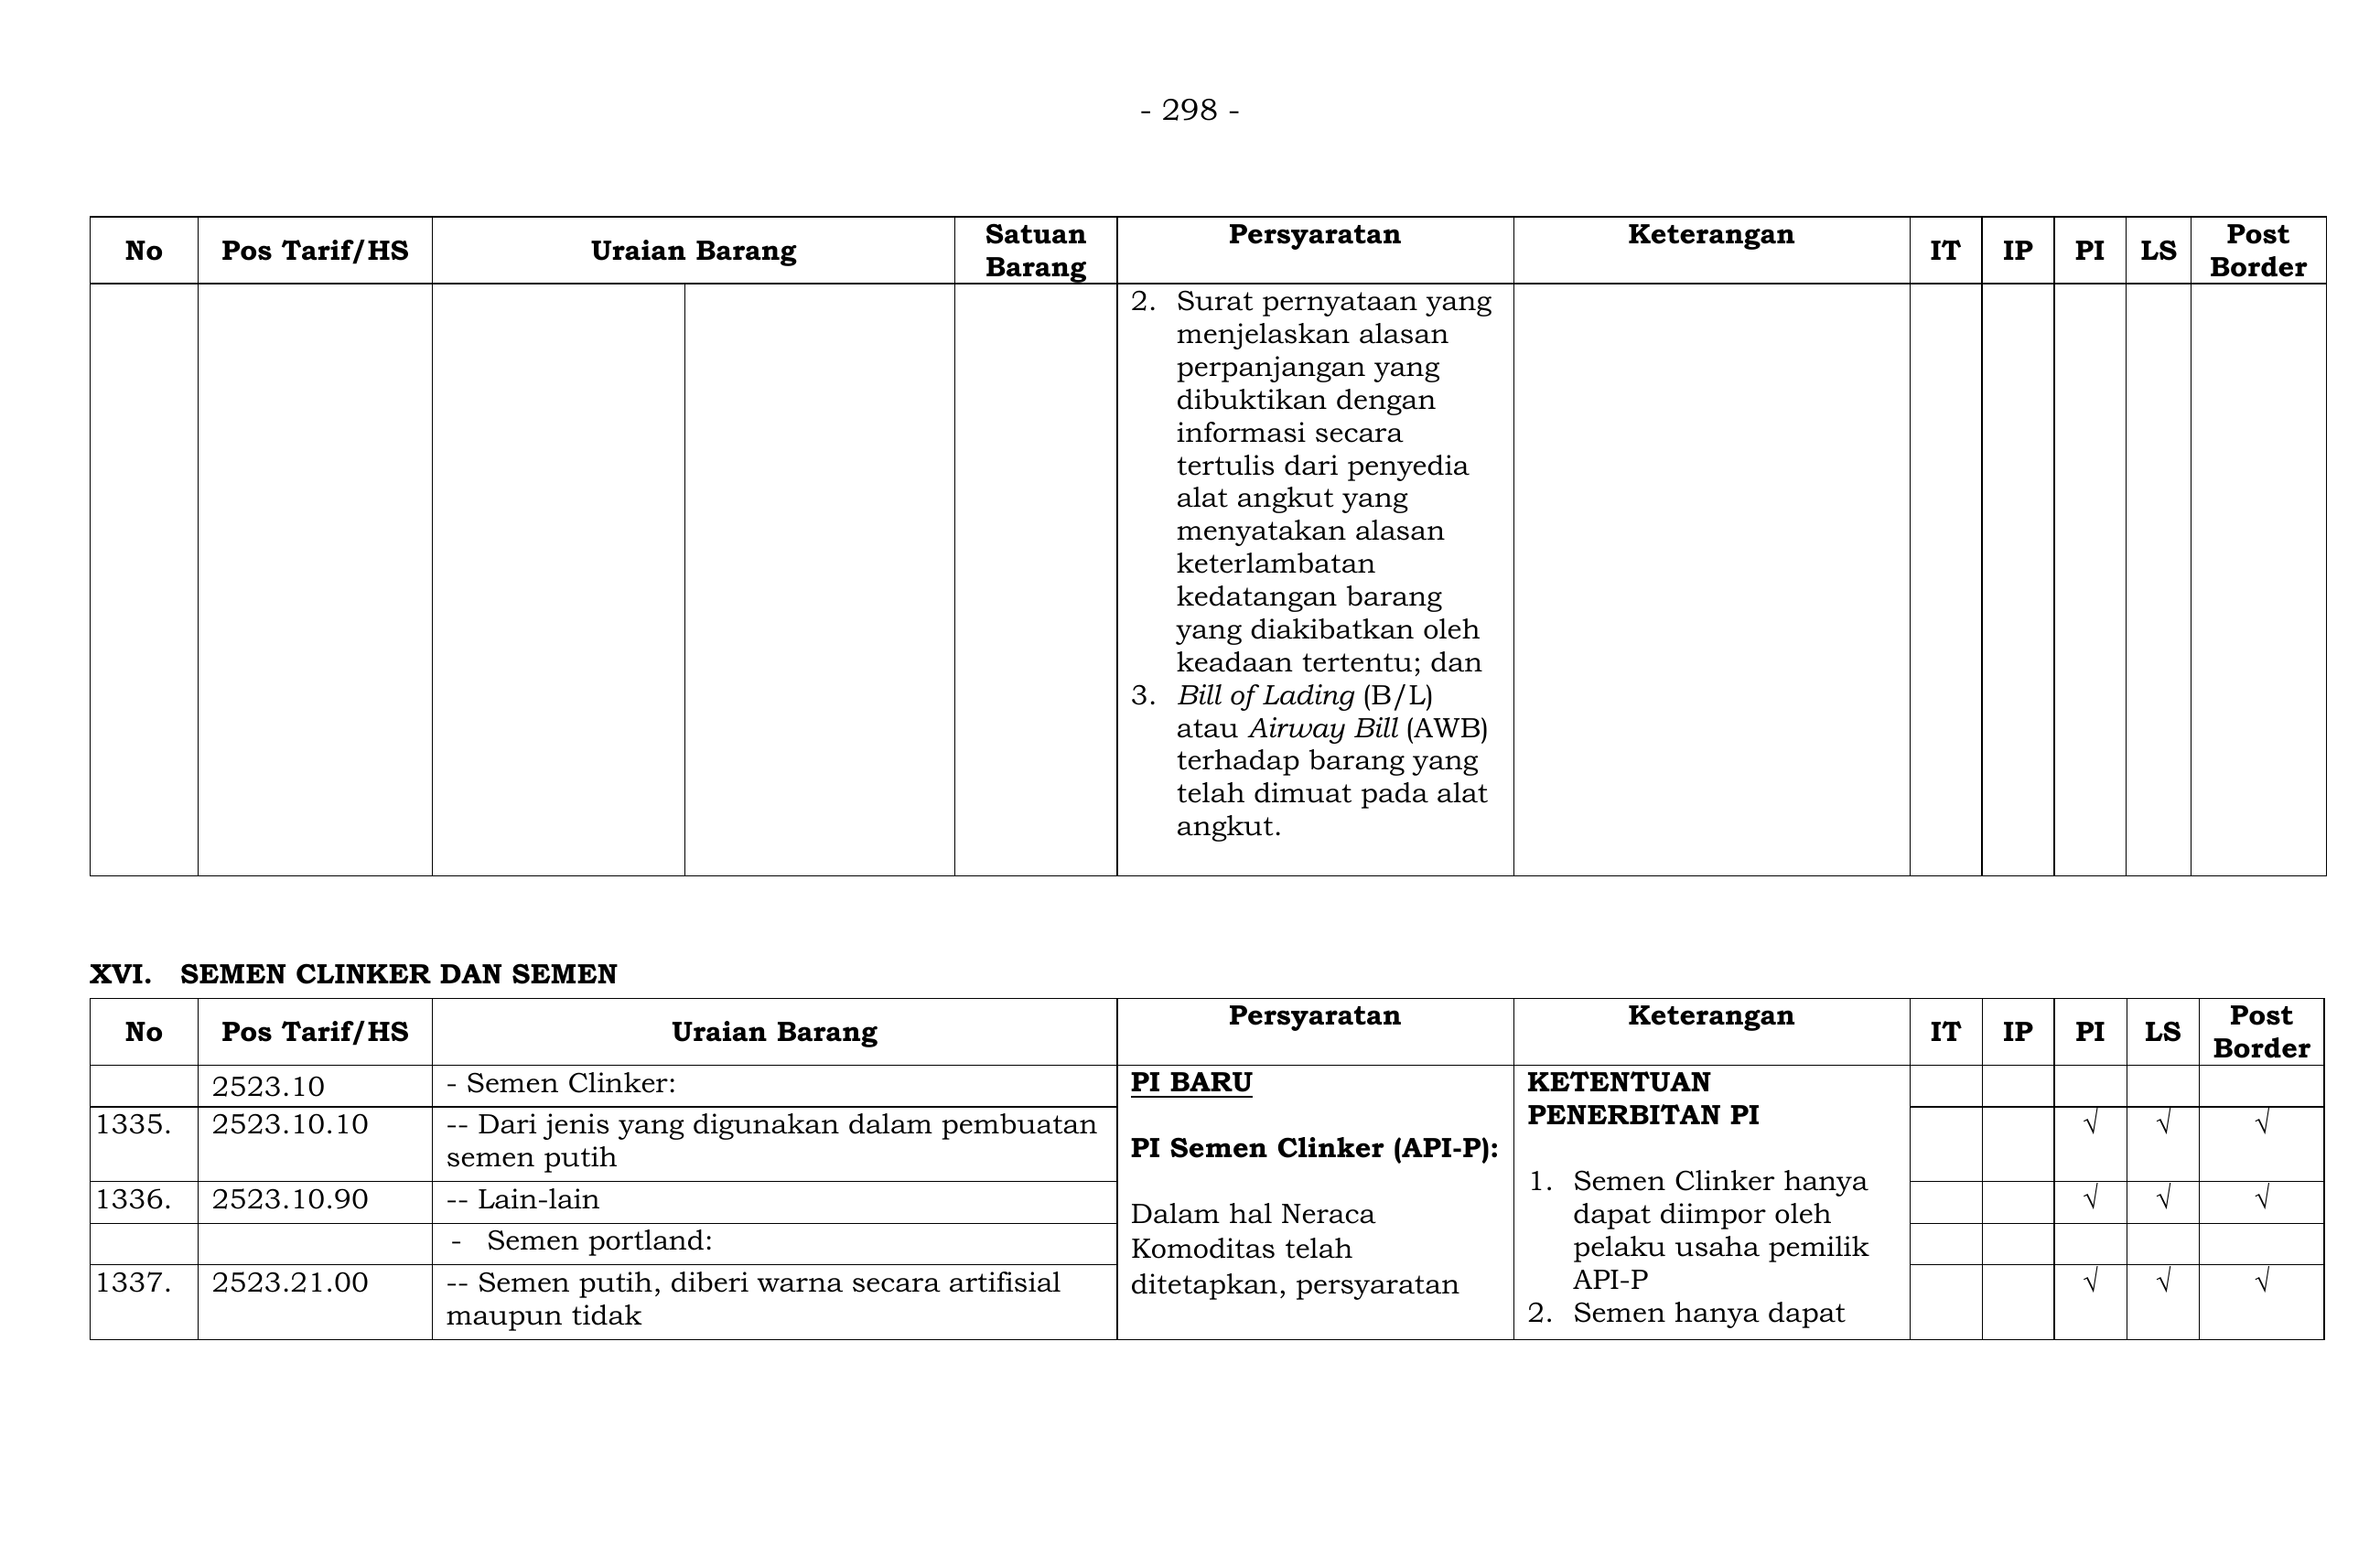 - 298 -
No Pos Tarif/HS Uraian Barang Satuan Barang Persyaratan Keterangan IT IP PI LS Post Border
2. Surat pernyataan yang
menjelaskan alasan
perpanjangan yang
dibuktikan dengan
informasi secara
tertulis dari penyedia
alat angkut yang
menyatakan alasan
keterlambatan
kedatangan barang
yang diakibatkan oleh
keadaan tertentu; dan
3. Bill of Lading (B/L)
atau Airway Bill (AWB)
terhadap barang yang
telah dimuat pada alat
angkut.
XVI. SEMEN CLINKER DAN SEMEN
No Pos Tarif/HS Uraian Barang Persyaratan Keterangan IT IP PI LS Post Border
2523.10 - Semen Clinker:
1335. 2523.10.10 -- Dari jenis yang digunakan dalam pembuatan
semen putih
√ √ √
1336. 2523.10.90 -- Lain-lain √ √ √
- Semen portland:
1337. 2523.21.00 -- Semen putih, diberi warna secara artifisial
maupun tidak
√ √ √
PI BARU
PI Semen Clinker (API-P):
Dalam hal Neraca
Komoditas telah
ditetapkan, persyaratan
KETENTUAN
PENERBITAN PI
1. Semen Clinker hanya
dapat diimpor oleh
pelaku usaha pemilik
API-P
2. Semen hanya dapat